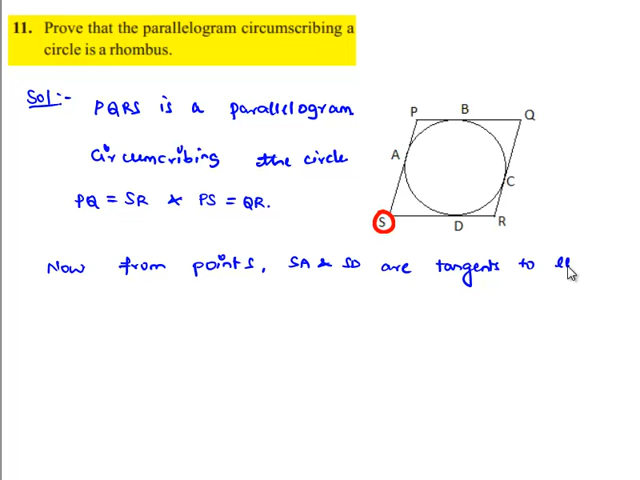 11. Prove that the parallelogram circumscribing a
circle is a rhombus.
Sol:-
PQRS is a parallelogram
circumcribing the circle
PQ = SR & PS = QR.
P
B
Q
A
C
S
D
R
Now from point S, SA & SD are tangents to